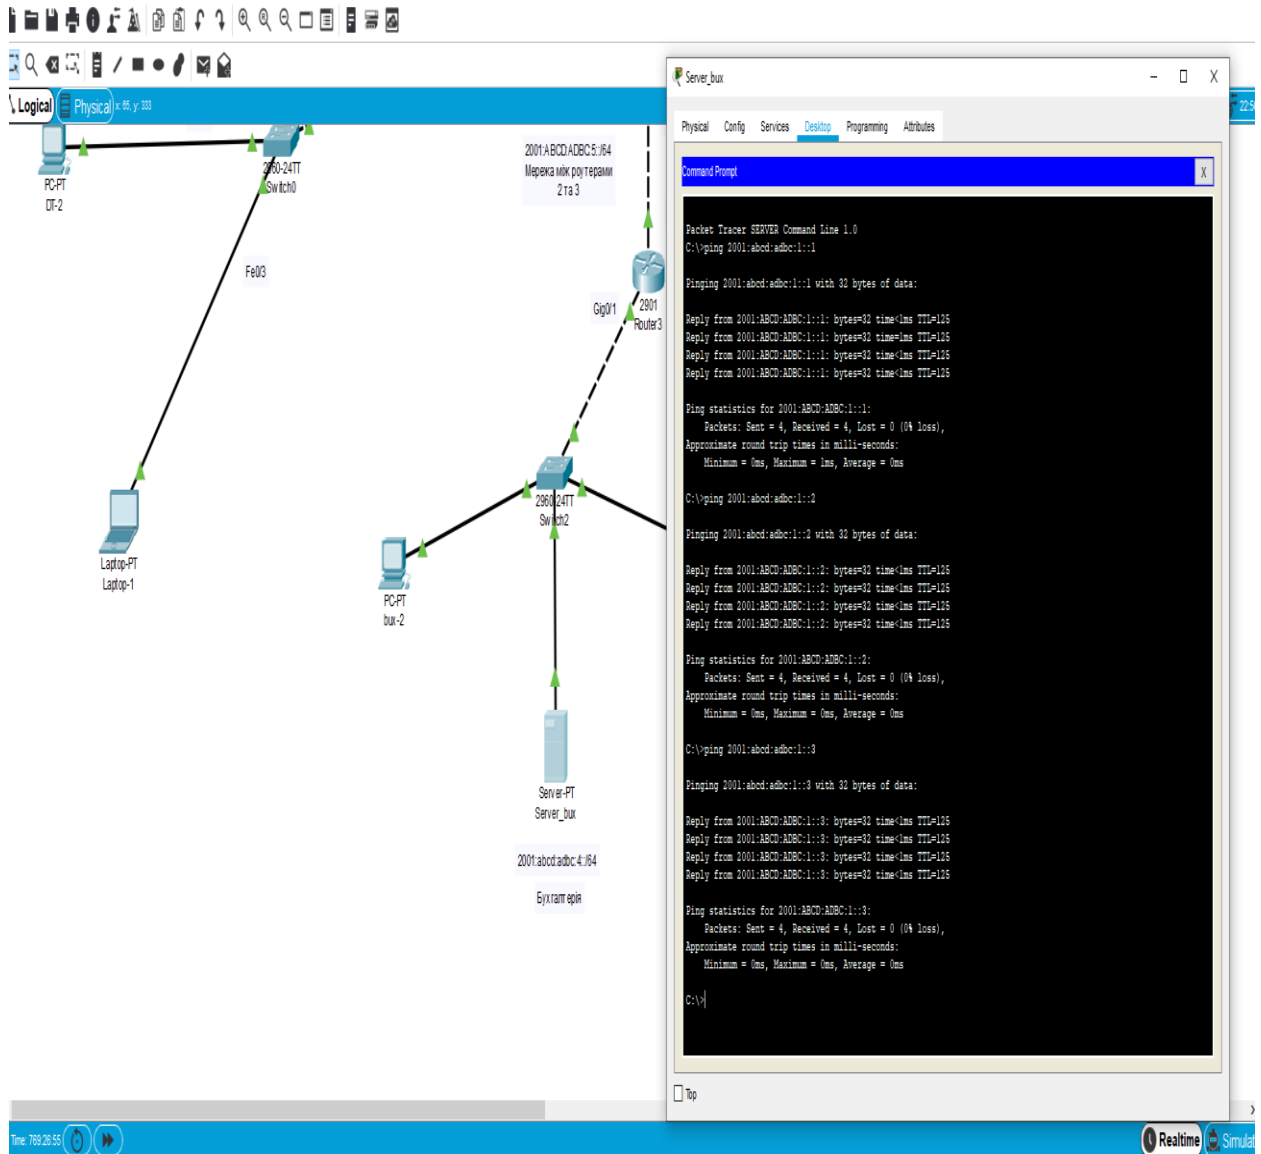 Logical
Physical
x: 65, y: 333
PC-PT
DT-2
2960-24TT
Switch0
Fe0/3
Laptop-PT
Laptop-1
2001:ABCD:ADBC:5::/64
Мережа між роутерами
2 та 3
Gig0/1
2901
Router3
2960-24TT
Switch2
PC-PT
bux-2
Server-PT
Server_bux
2001:abcd:adbc:4::/64
Бухгалтерія
Server_bux
Physical Config Services Desktop Programming Attributes
Command Prompt
X
Packet Tracer SERVER Command Line 1.0
C:\>ping 2001:abcd:adbc:1::1
Pinging 2001:abcd:adbc:1::1 with 32 bytes of data:
Reply from 2001:ABCD:ADBC:1::1: bytes=32 time<1ms TTL=125
Reply from 2001:ABCD:ADBC:1::1: bytes=32 time=1ms TTL=125
Reply from 2001:ABCD:ADBC:1::1: bytes=32 time<1ms TTL=125
Reply from 2001:ABCD:ADBC:1::1: bytes=32 time<1ms TTL=125
Ping statistics for 2001:ABCD:ADBC:1::1:
Packets: Sent = 4, Received = 4, Lost = 0 (0% loss),
Approximate round trip times in milli-seconds:
Minimum = 0ms, Maximum = 1ms, Average = 0ms
C:\>ping 2001:abcd:adbc:1::2
Pinging 2001:abcd:adbc:1::2 with 32 bytes of data:
Reply from 2001:ABCD:ADBC:1::2: bytes=32 time<1ms TTL=125
Reply from 2001:ABCD:ADBC:1::2: bytes=32 time<1ms TTL=125
Reply from 2001:ABCD:ADBC:1::2: bytes=32 time<1ms TTL=125
Reply from 2001:ABCD:ADBC:1::2: bytes=32 time<1ms TTL=125
Ping statistics for 2001:ABCD:ADBC:1::2:
Packets: Sent = 4, Received = 4, Lost = 0 (0% loss),
Approximate round trip times in milli-seconds:
Minimum = 0ms, Maximum = 0ms, Average = 0ms
C:\>ping 2001:abcd:adbc:1::3
Pinging 2001:abcd:adbc:1::3 with 32 bytes of data:
Reply from 2001:ABCD:ADBC:1::3: bytes=32 time<1ms TTL=125
Reply from 2001:ABCD:ADBC:1::3: bytes=32 time<1ms TTL=125
Reply from 2001:ABCD:ADBC:1::3: bytes=32 time<1ms TTL=125
Reply from 2001:ABCD:ADBC:1::3: bytes=32 time<1ms TTL=125
Ping statistics for 2001:ABCD:ADBC:1::3:
Packets: Sent = 4, Received = 4, Lost = 0 (0% loss),
Approximate round trip times in milli-seconds:
Minimum = 0ms, Maximum = 0ms, Average = 0ms
C:\>
Top
Time: 769:26:55
Realtime
Simulat